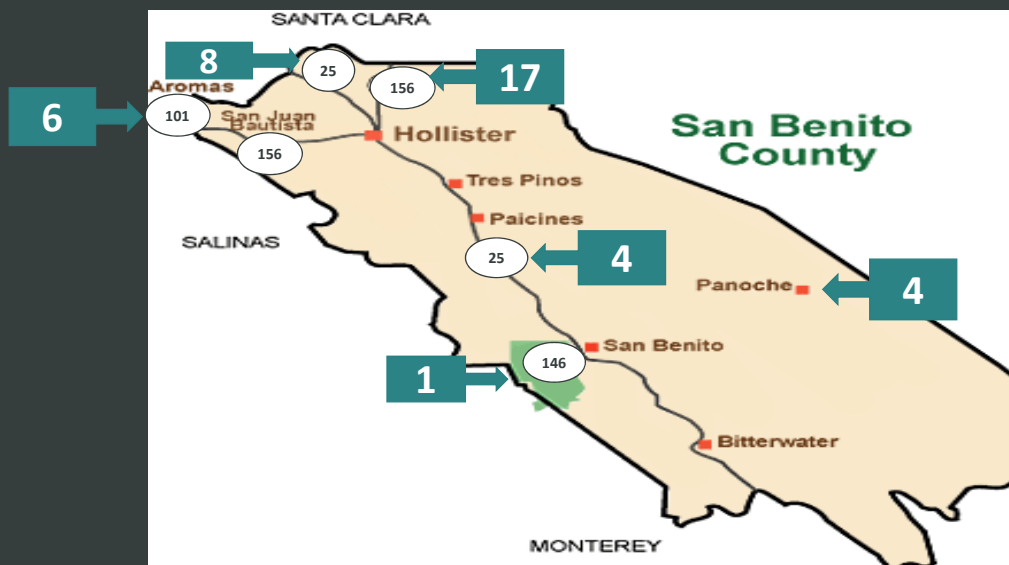 SANTA CLARA
8
25
17
156
Aromas
6
101
San Juan
Bautista
Hollister
156
San Benito
County
Tres Pinos
Paicines
SALINAS
25
4
Panoche
4
San Benito
146
1
Bitterwater
MONTEREY